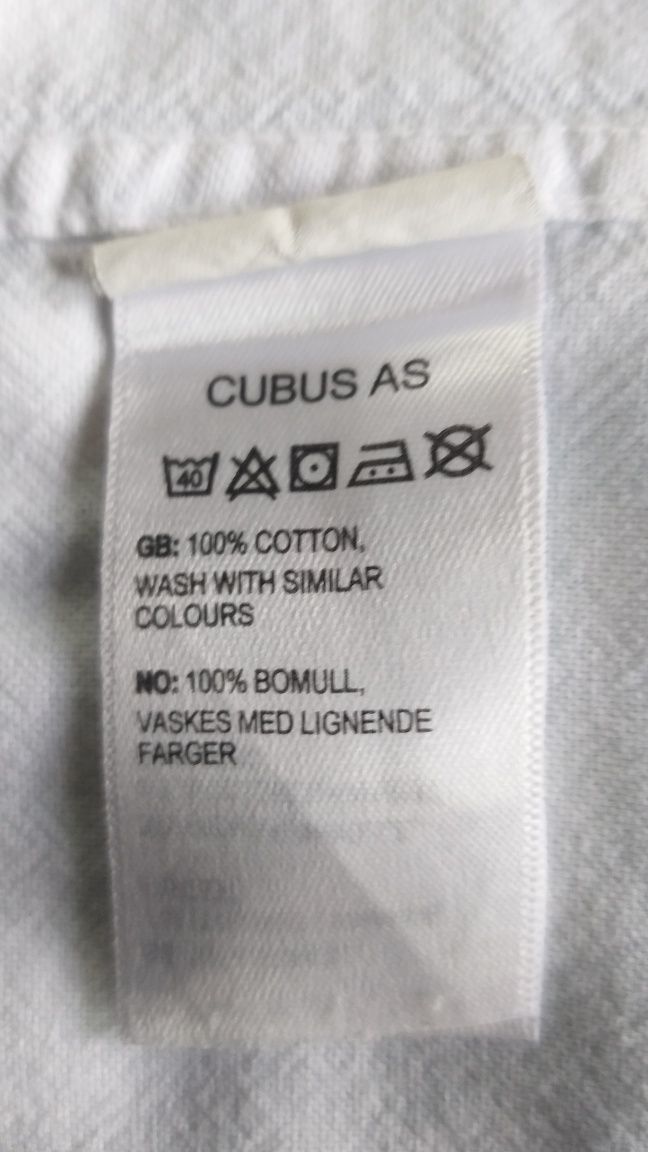 CUBUS AS
40
GB: 100% COTTON,
WASH WITH SIMILAR
COLOURS
NO: 100% BOMULL,
VASKES MED LIGNENDE
FARGER